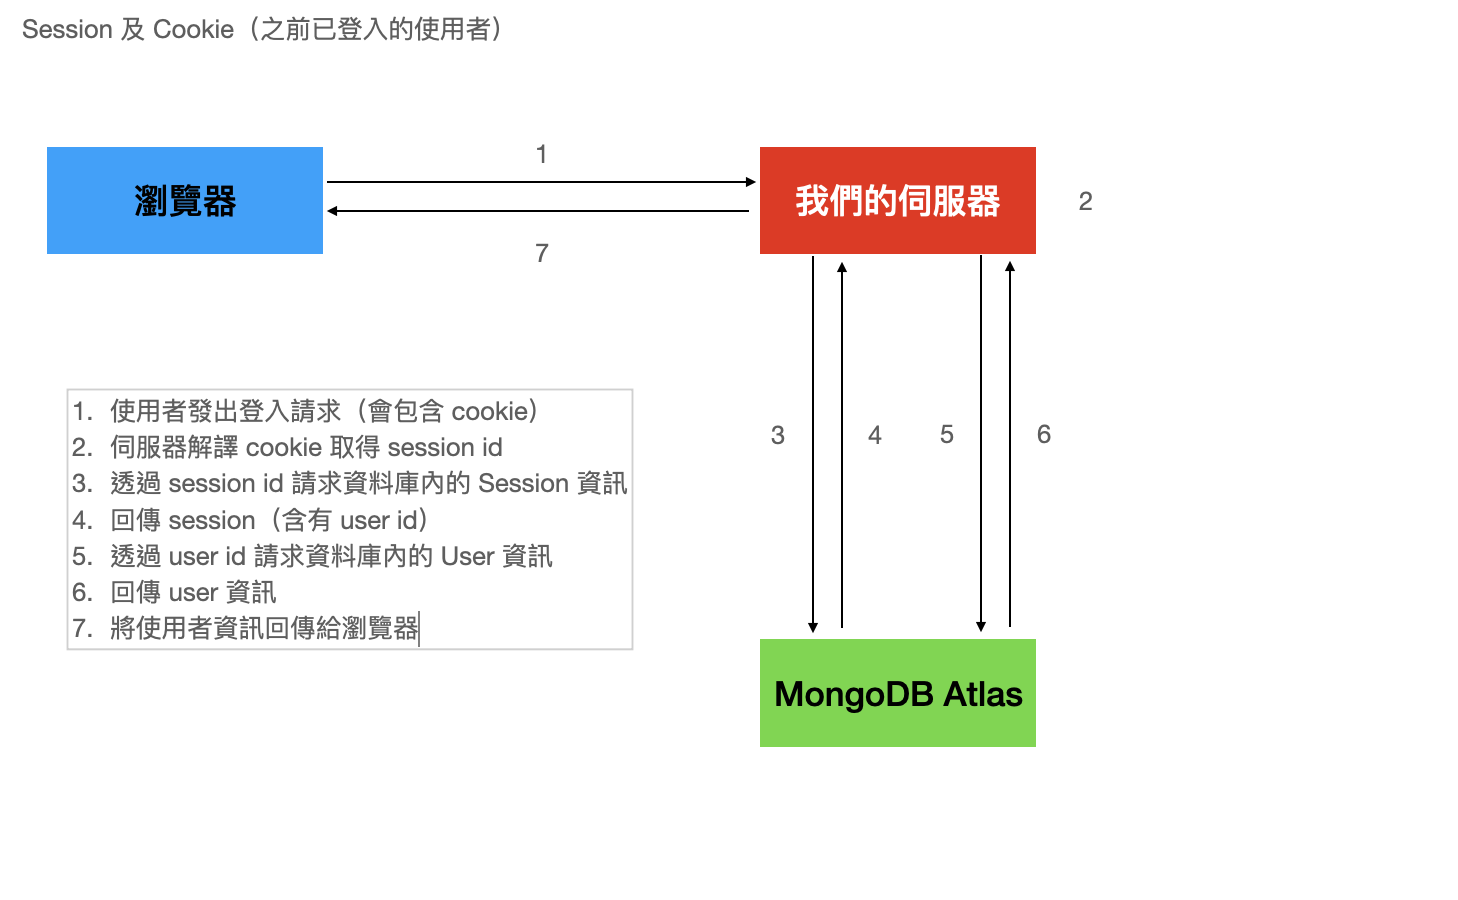 Session 及 Cookie（之前已登入的使用者）
1
瀏覽器
我們的伺服器
2
7
1. 使用者發出登入請求（會包含 cookie）
2. 伺服器解譯 cookie 取得 session id
3. 透過 session id 請求資料庫內的 Session 資訊
4. 回傳 session（含有 user id）
5. 透過 user id 請求資料庫內的 User 資訊
6. 回傳 user 資訊
7. 將使用者資訊回傳給瀏覽器
3
4
5
6
MongoDB Atlas